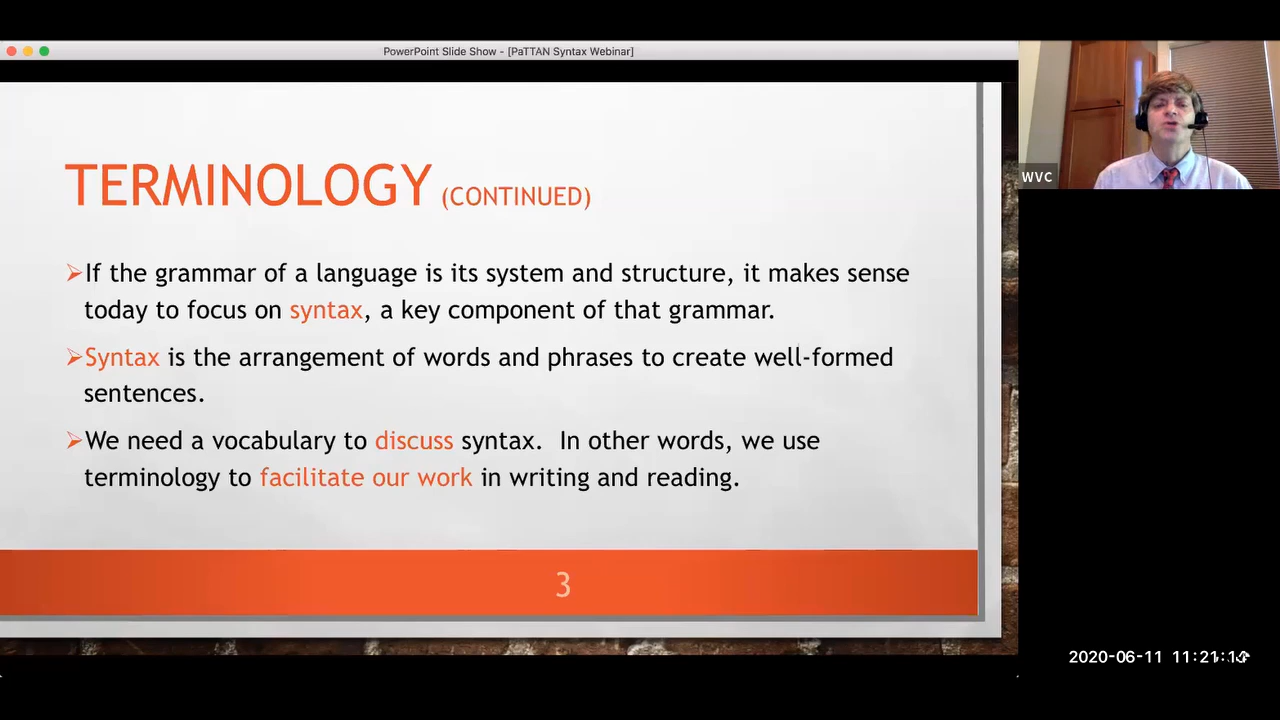 PowerPoint Slide Show - [PaTTAN Syntax Webinar]
TERMINOLOGY (CONTINUED)
If the grammar of a language is its system and structure, it makes sense
today to focus on syntax, a key component of that grammar.
Syntax is the arrangement of words and phrases to create well-formed
sentences.
We need a vocabulary to discuss syntax. In other words, we use
terminology to facilitate our work in writing and reading.
3
WVC
2020-06-11